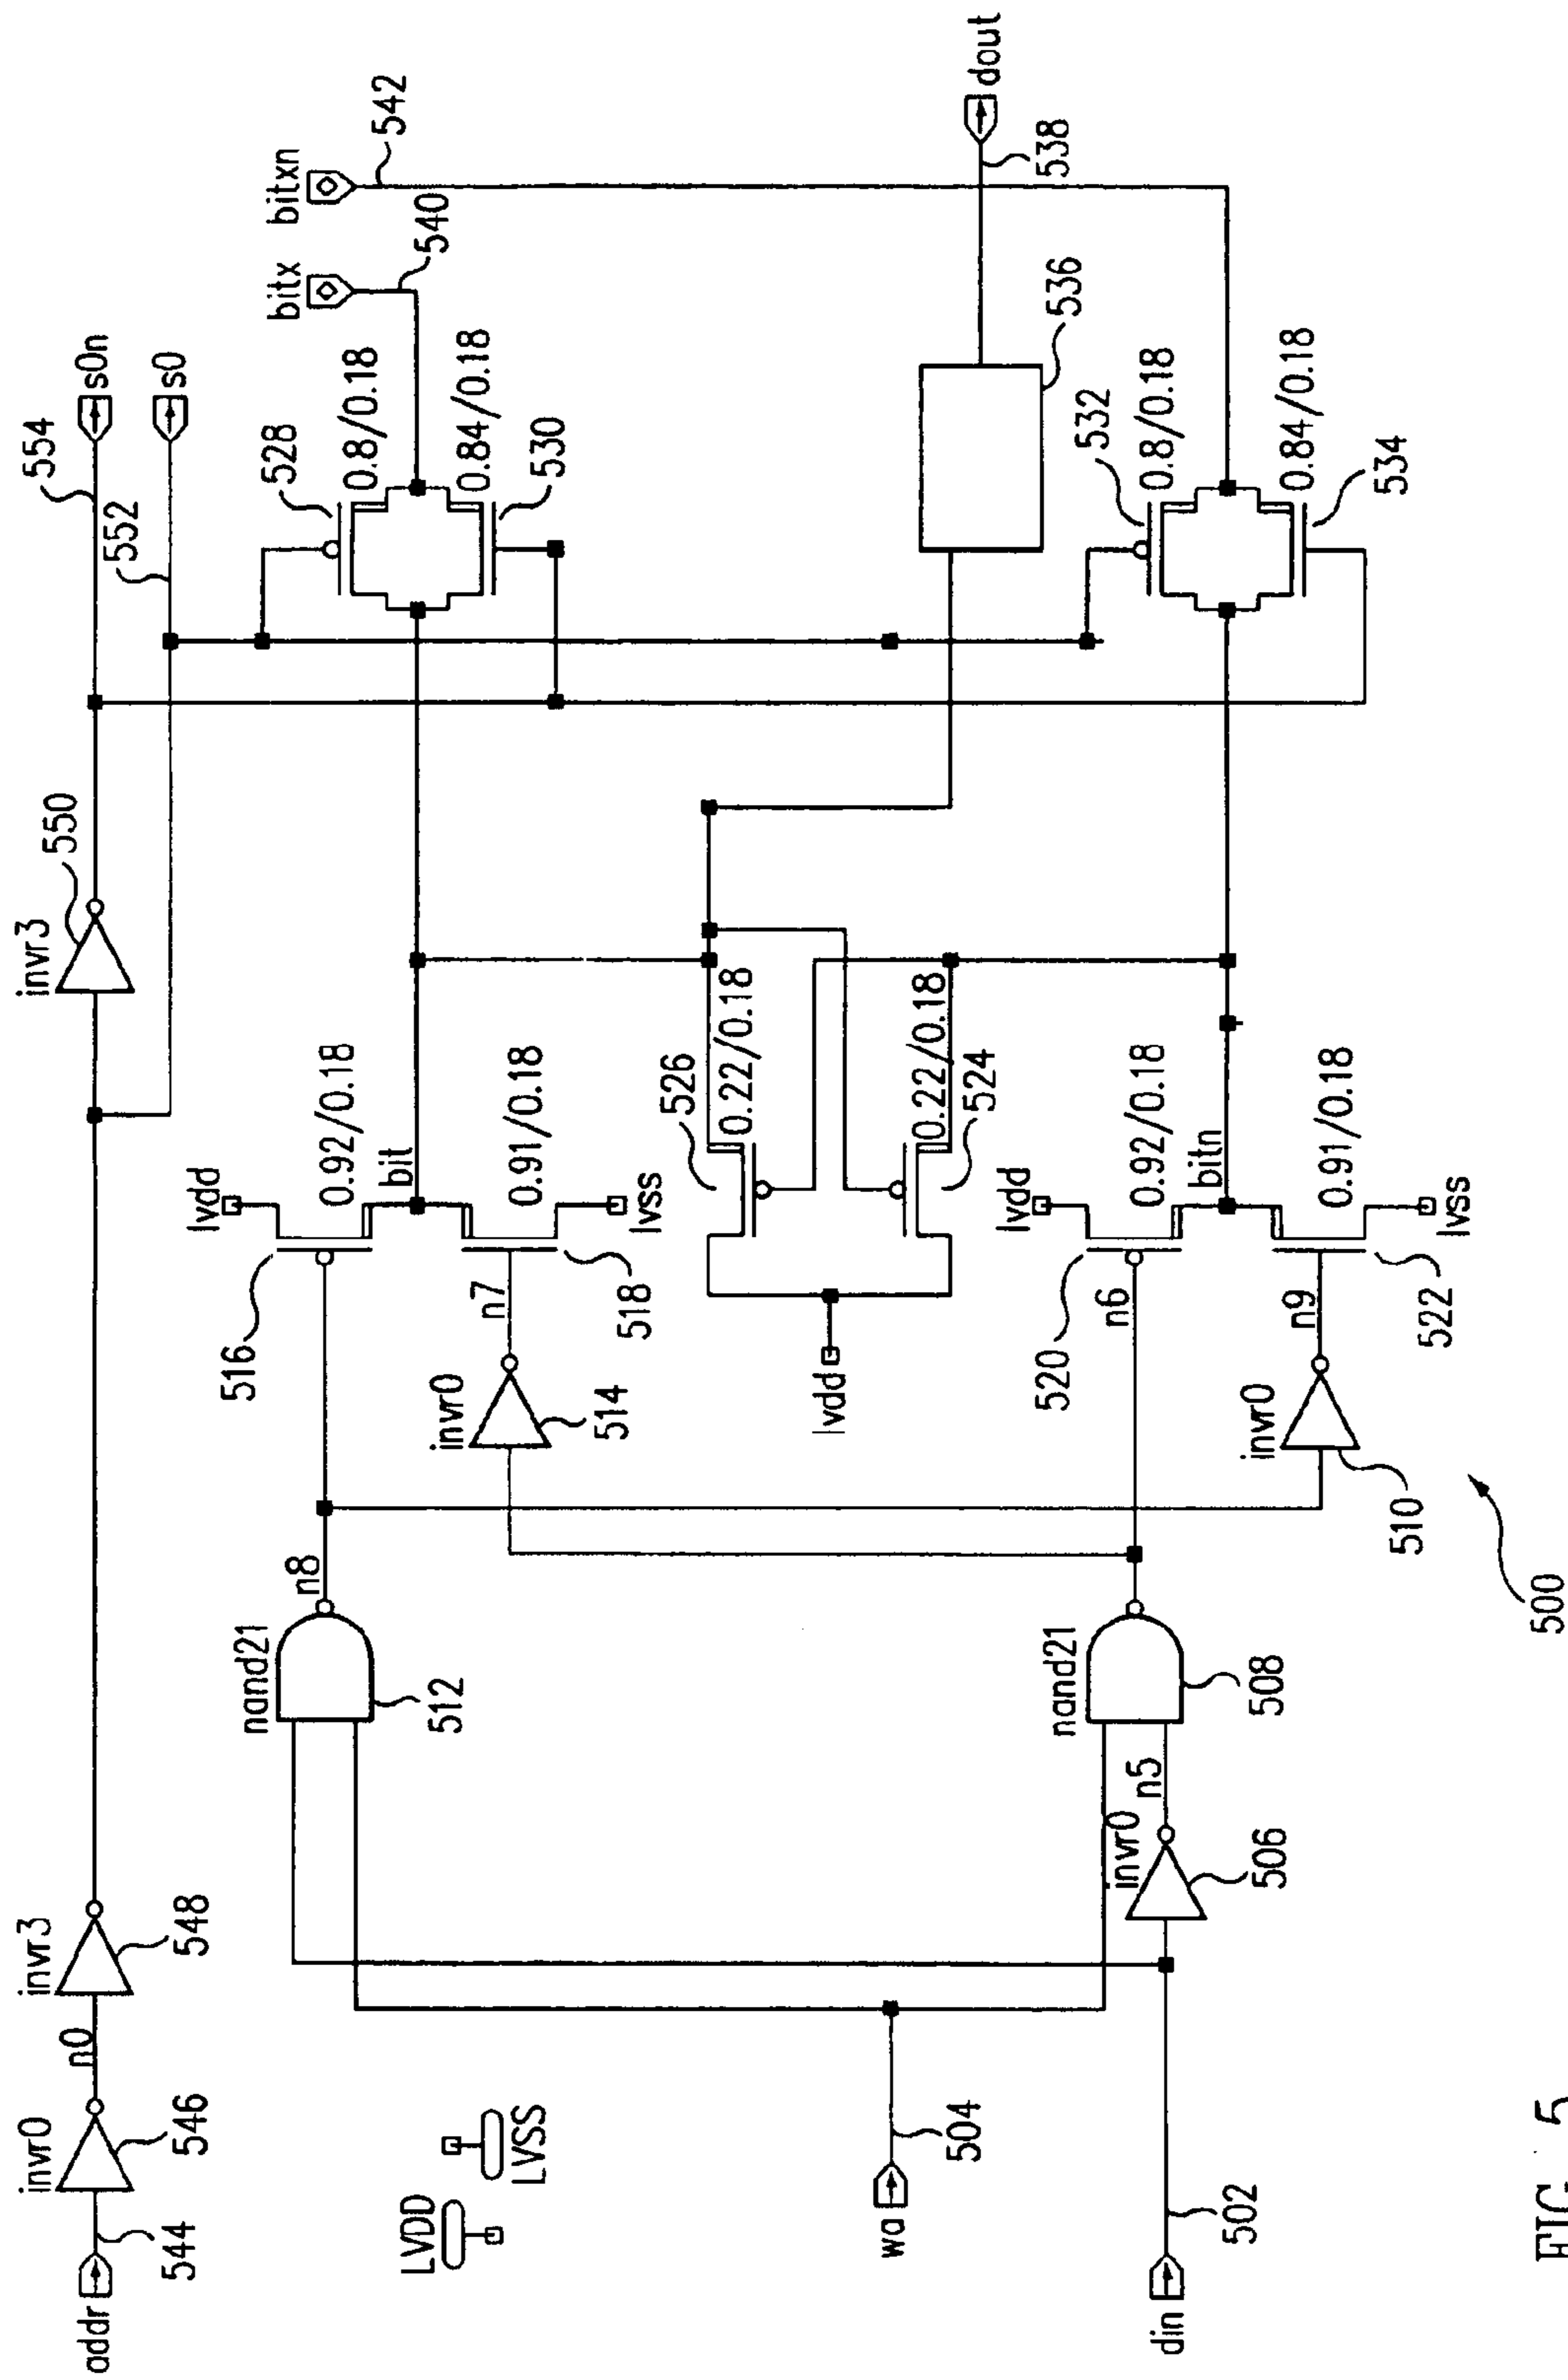 addr
544
invr0
546
n0
invr3
548
invr3
550
554
552
s0n
s0
LVDD
LVSS
wa
504
din
502
invr0
506
n5
nand21
512
n8
nand21
508
516
lvdd
0.92/0.18
bit
0.91/0.18
lvss
518
n7
invr0
514
526
0.22/0.18
0.22/0.18
524
lvdd
520
lvdd
0.92/0.18
bitn
0.91/0.18
lvss
522
n6
n9
invr0
510
528
0.8/0.18
0.84/0.18
530
bitx
540
bitxn
542
536
538
dout
532
0.8/0.18
0.84/0.18
534
500
FIG. 5